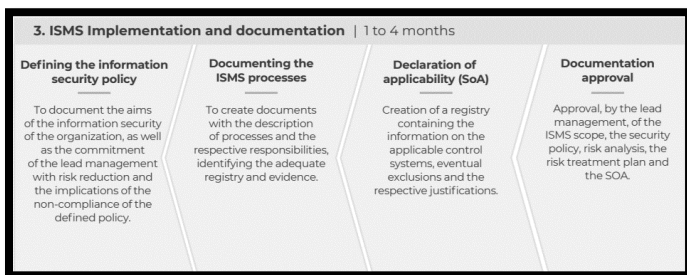 3. ISMS Implementation and documentation | 1 to 4 months
Defining the information
security policy
To document the aims
of the information security
of the organization, as well
as the commitment
of the lead management
with risk reduction and
the implications of the
non-compliance of the
defined policy.
Documenting the
ISMS processes
To create documents
with the description
of processes and the
respective responsibilities,
identifying the adequate
registry and evidence.
Declaration of
applicability (SoA)
Creation of a registry
containing the
information on the
applicable control
systems, eventual
exclusions and the
respective justifications.
Documentation
approval
Approval, by the lead
management, of the
ISMS scope, the security
policy, risk analysis, the
risk treatment plan and
the SOA.